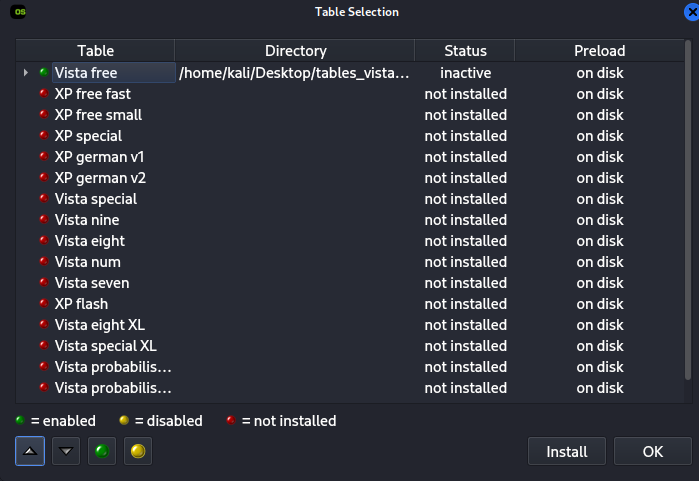 OS Table Selection
Table Directory Status Preload
Vista free /home/kali/Desktop/tables_vista... inactive on disk
XP free fast not installed on disk
XP free small not installed on disk
XP special not installed on disk
XP german v1 not installed on disk
XP german v2 not installed on disk
Vista special not installed on disk
Vista nine not installed on disk
Vista eight not installed on disk
Vista num not installed on disk
Vista seven not installed on disk
XP flash not installed on disk
Vista eight XL not installed on disk
Vista special XL not installed on disk
Vista probabilis... not installed on disk
Vista probabilis... not installed on disk
= enabled = disabled = not installed
Install OK